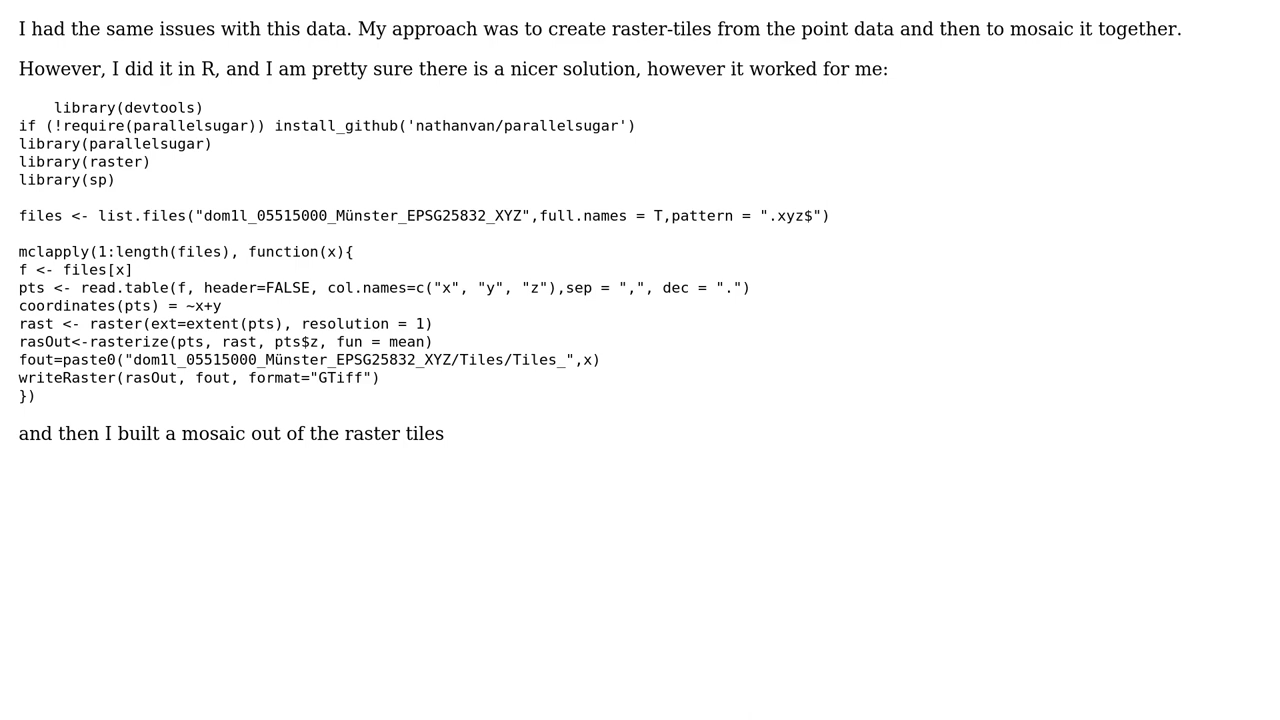 I had the same issues with this data. My approach was to create raster-tiles from the point data and then to mosaic it together.
However, I did it in R, and I am pretty sure there is a nicer solution, however it worked for me:
    library(devtools)
if (!require(parallelsugar)) install_github('nathanvan/parallelsugar')
library(parallelsugar)
library(raster)
library(sp)

files <- list.files("dom1l_05515000_Münster_EPSG25832_XYZ",full.names = T,pattern = ".xyz$")

mclapply(1:length(files), function(x){
f <- files[x]
pts <- read.table(f, header=FALSE, col.names=c("x", "y", "z"),sep = ",", dec = ".")
coordinates(pts) = ~x+y
rast <- raster(ext=extent(pts), resolution = 1)
rasOut<-rasterize(pts, rast, pts$z, fun = mean)
fout=paste0("dom1l_05515000_Münster_EPSG25832_XYZ/Tiles/Tiles_",x)
writeRaster(rasOut, fout, format="GTiff")
})
and then I built a mosaic out of the raster tiles